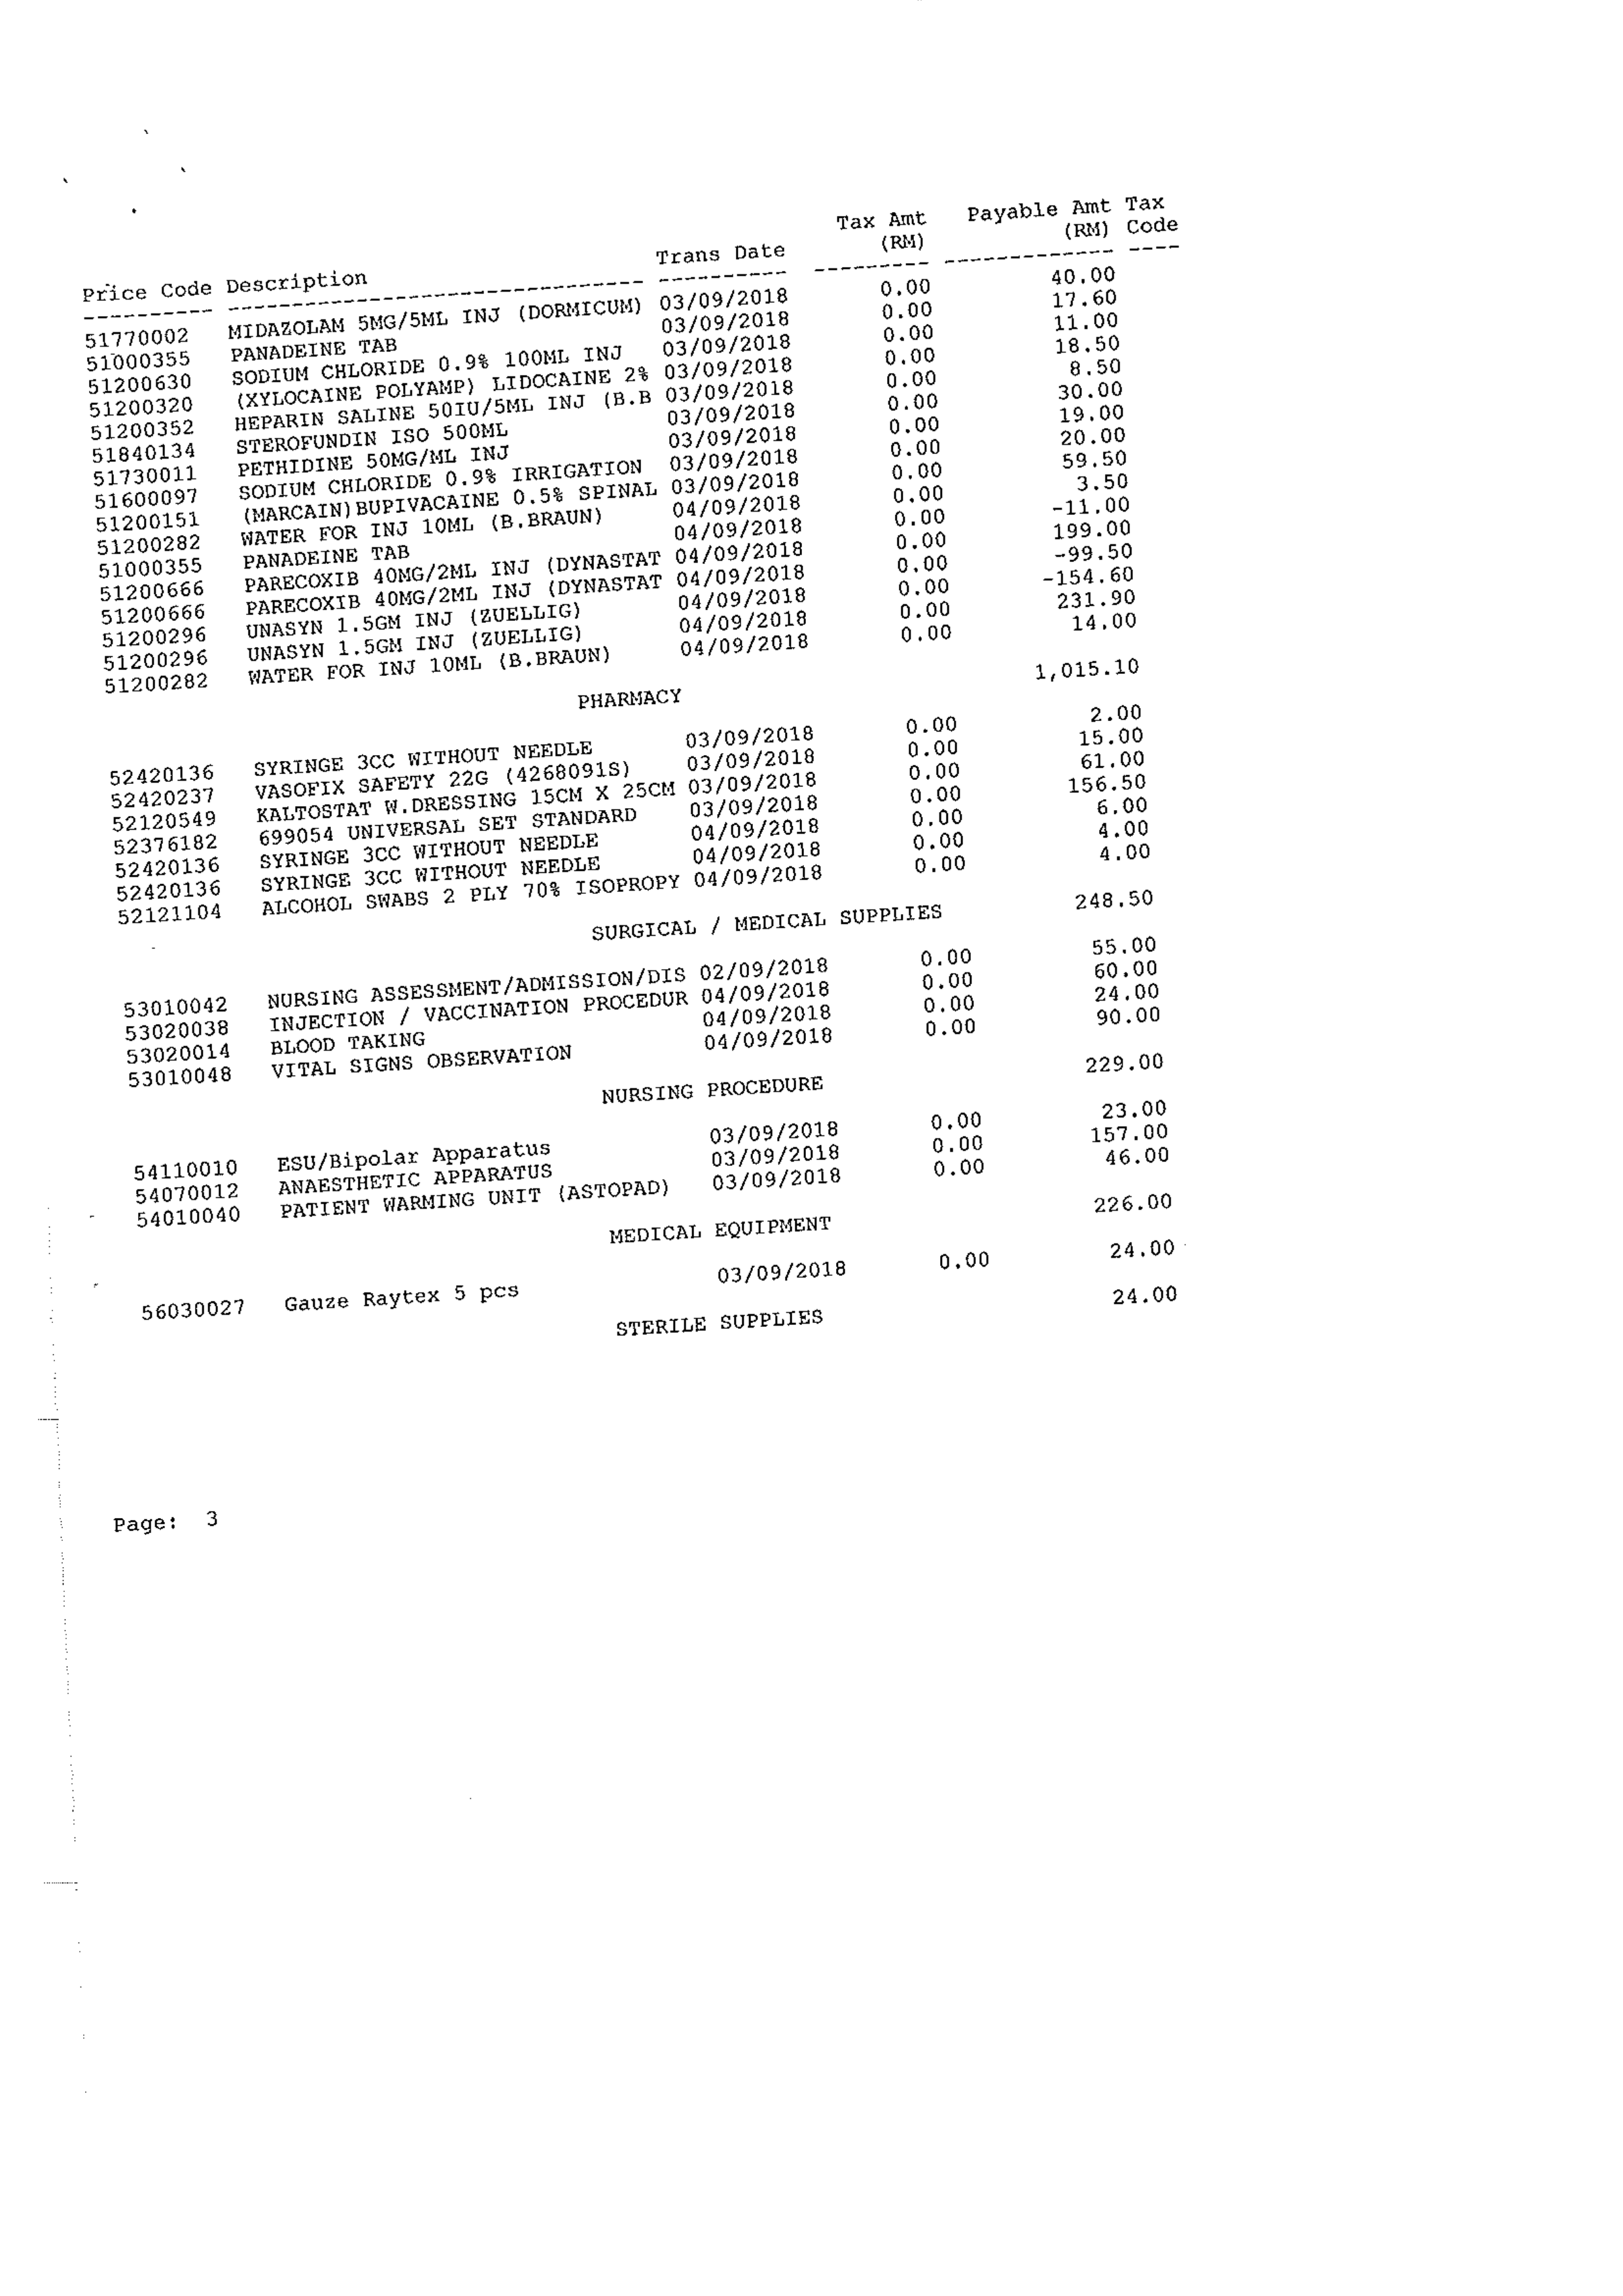 Tax Amt Payable Amt Tax
Trans Date (RM) (RM) Code
Price Code Description
---------- -------------------------------- ---------- --------- ------------- ----
51770002 MIDAZOLAM 5MG/5ML INJ (DORMICUM) 03/09/2018 0.00 40.00
51000355 PANADEINE TAB 03/09/2018 0.00 17.60
51200630 SODIUM CHLORIDE 0.9% 100ML INJ 03/09/2018 0.00 11.00
51200320 (XYLOCAINE POLYAMP) LIDOCAINE 2% 03/09/2018 0.00 18.50
51200352 HEPARIN SALINE 50IU/5ML INJ (B.B 03/09/2018 0.00 8.50
51840134 STEROFUNDIN ISO 500ML 03/09/2018 0.00 30.00
51730011 PETHIDINE 50MG/ML INJ 03/09/2018 0.00 19.00
51600097 SODIUM CHLORIDE 0.9% IRRIGATION 03/09/2018 0.00 20.00
51200151 (MARCAIN)BUPIVACAINE 0.5% SPINAL 03/09/2018 0.00 59.50
51200282 WATER FOR INJ 10ML (B.BRAUN) 04/09/2018 0.00 3.50
51000355 PANADEINE TAB 04/09/2018 0.00 -11.00
51200666 PARECOXIB 40MG/2ML INJ (DYNASTAT 04/09/2018 0.00 199.00
51200666 PARECOXIB 40MG/2ML INJ (DYNASTAT 04/09/2018 0.00 -99.50
51200296 UNASYN 1.5GM INJ (ZUELLIG) 04/09/2018 0.00 -154.60
51200296 UNASYN 1.5GM INJ (ZUELLIG) 04/09/2018 0.00 231.90
51200282 WATER FOR INJ 10ML (B.BRAUN) 04/09/2018 0.00 14.00
PHARMACY 1,015.10
52420136 SYRINGE 3CC WITHOUT NEEDLE 03/09/2018 0.00 2.00
52420237 VASOFIX SAFETY 22G (4268091S) 03/09/2018 0.00 15.00
52120549 KALTOSTAT W.DRESSING 15CM X 25CM 03/09/2018 0.00 61.00
52376182 699054 UNIVERSAL SET STANDARD 03/09/2018 0.00 156.50
52420136 SYRINGE 3CC WITHOUT NEEDLE 04/09/2018 0.00 6.00
52420136 SYRINGE 3CC WITHOUT NEEDLE 04/09/2018 0.00 4.00
52121104 ALCOHOL SWABS 2 PLY 70% ISOPROPY 04/09/2018 0.00 4.00
SURGICAL / MEDICAL SUPPLIES 248.50
53010042 NURSING ASSESSMENT/ADMISSION/DIS 02/09/2018 0.00 55.00
53020038 INJECTION / VACCINATION PROCEDUR 04/09/2018 0.00 60.00
53020014 BLOOD TAKING 04/09/2018 0.00 24.00
53010048 VITAL SIGNS OBSERVATION 04/09/2018 0.00 90.00
NURSING PROCEDURE 229.00
54110010 ESU/Bipolar Apparatus 03/09/2018 0.00 23.00
54070012 ANAESTHETIC APPARATUS 03/09/2018 0.00 157.00
54010040 PATIENT WARMING UNIT (ASTOPAD) 03/09/2018 0.00 46.00
MEDICAL EQUIPMENT 226.00
56030027 Gauze Raytex 5 pcs 03/09/2018 0.00 24.00
STERILE SUPPLIES 24.00
Page: 3